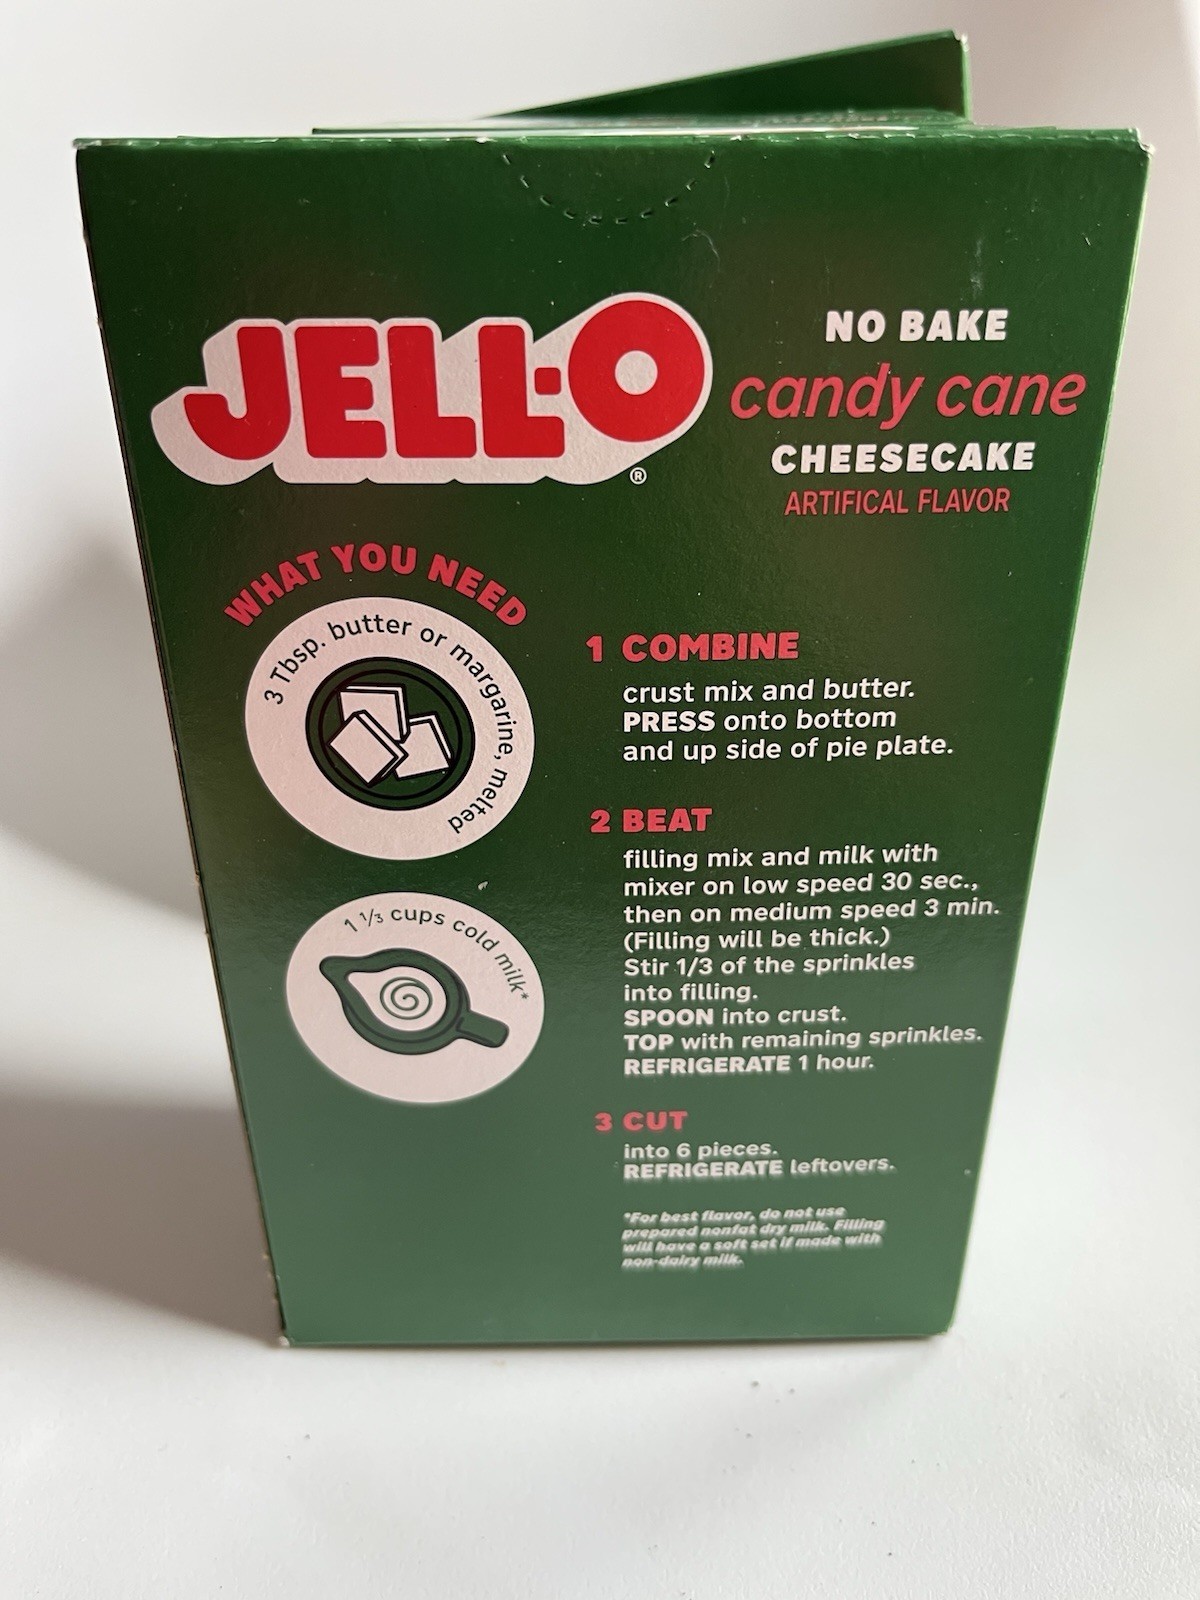 JELL-O
®
NO BAKE
candy cane
CHEESECAKE
ARTIFICAL FLAVOR
WHAT YOU NEED
3 Tbsp. butter or margarine, melted
1 1/3 cups cold milk*
1 COMBINE
crust mix and butter.
PRESS onto bottom
and up side of pie plate.
2 BEAT
filling mix and milk with
mixer on low speed 30 sec.,
then on medium speed 3 min.
(Filling will be thick.)
Stir 1/3 of the sprinkles
into filling.
SPOON into crust.
TOP with remaining sprinkles.
REFRIGERATE 1 hour.
3 CUT
into 6 pieces.
REFRIGERATE leftovers.
*For best flavor, do not use
prepared nonfat dry milk. Filling
will have a soft set if made with
non-dairy milk.